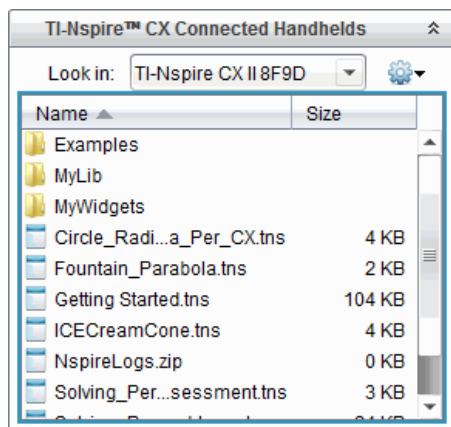 TI-Nspire™ CX Connected Handhelds
Look in: TI-Nspire CX II 8F9D
Name Size
Examples
MyLib
MyWidgets
Circle_Radi...a_Per_CX.tns 4 KB
Fountain_Parabola.tns 2 KB
Getting Started.tns 104 KB
ICECreamCone.tns 4 KB
NspireLogs.zip 0 KB
Solving_Per...sessment.tns 3 KB